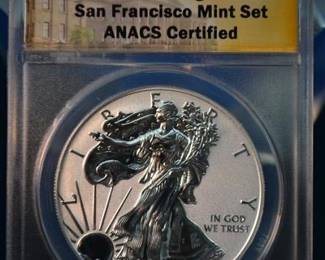 San Francisco Mint Set
ANACS Certified
LIBERTY
IN GOD
WE TRUST